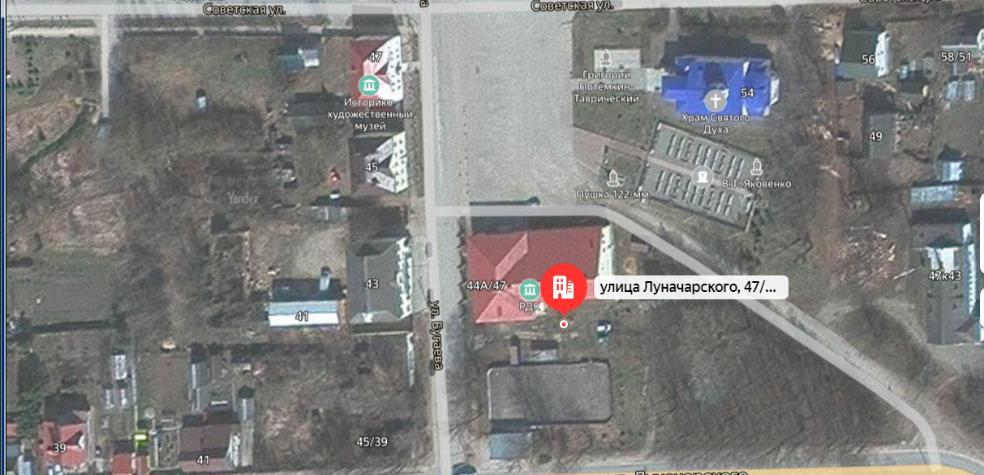 Советская ул.
Советская ул.
47
Историко-
художественный
музей
45
Григорий
Потемкин-
Таврический
54
Храм Святого
Духа
56
58/51
49
Пушка 122-мм
В. Г. Яковенко
Yandex
43
41
ул. Бугаева
44А/47
РДК
улица Луначарского, 47/...
47к43
39
41
45/39